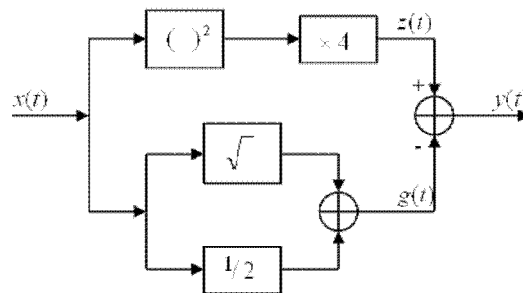 ( )²
×4
z(t)
x(t)
+
y(t
-
√
g(t)
1/2